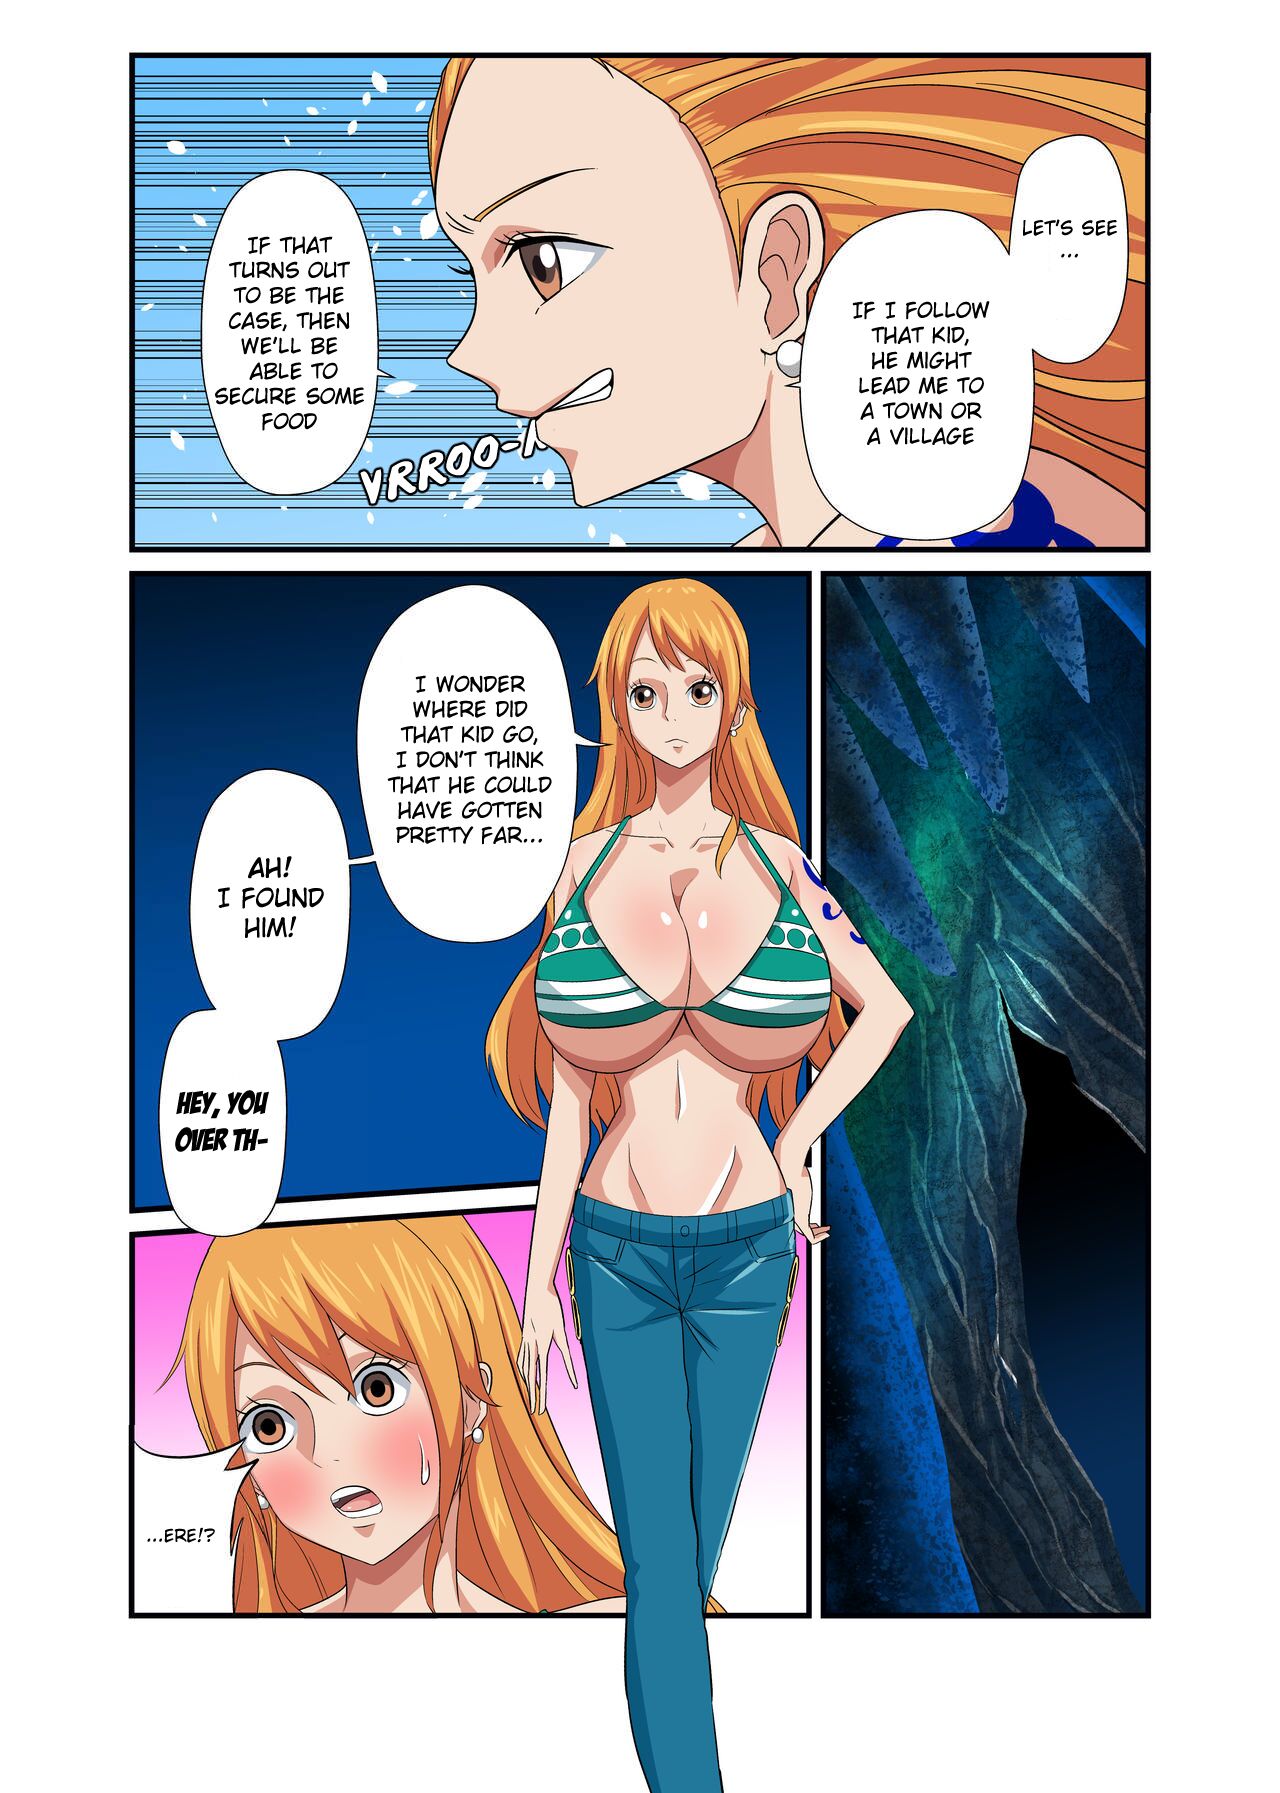 LET'S SEE
...
IF I FOLLOW
THAT KID,
HE MIGHT
LEAD ME TO
A TOWN OR
A VILLAGE
IF THAT
TURNS OUT
TO BE THE
CASE, THEN
WE'LL BE
ABLE TO
SECURE SOME
FOOD
VRROO-
I WONDER
WHERE DID
THAT KID GO,
I DON'T THINK
THAT HE COULD
HAVE GOTTEN
PRETTY FAR...
AH!
I FOUND
HIM!
HEY, YOU
OVER TH-
...ERE!?